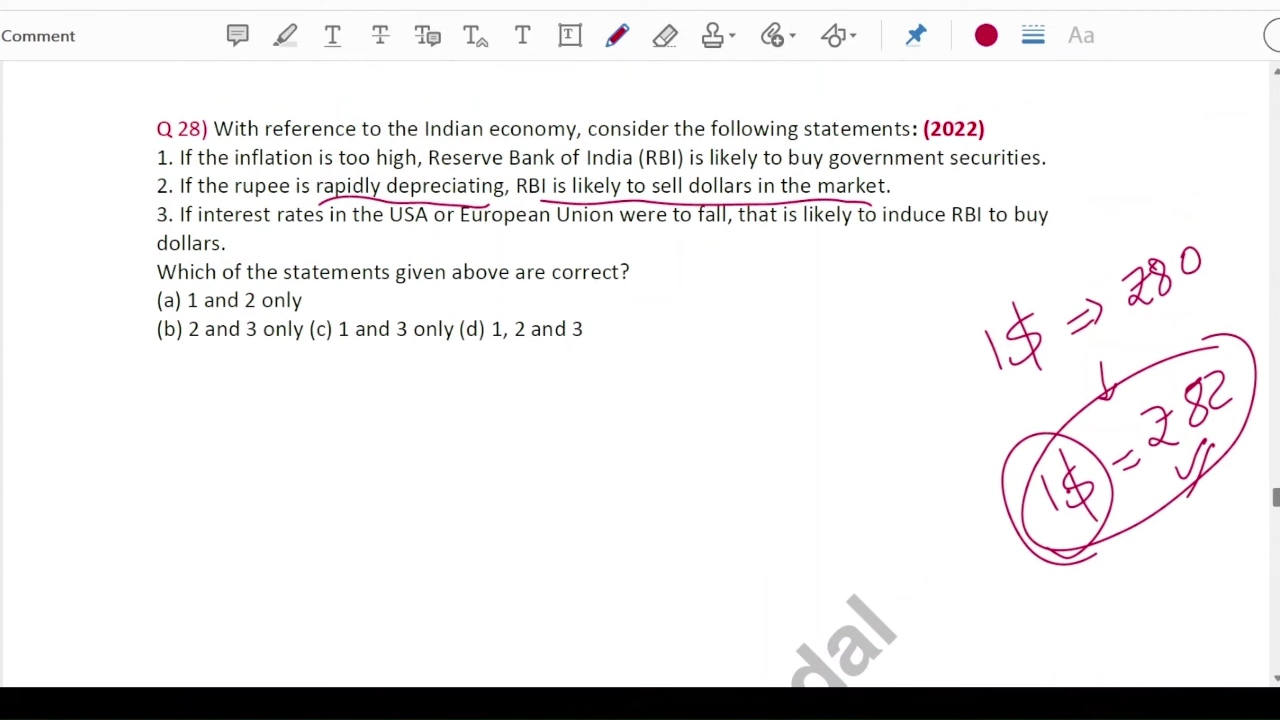 Comment
T T T T T T Aa
Q 28) With reference to the Indian economy, consider the following statements: (2022)
1. If the inflation is too high, Reserve Bank of India (RBI) is likely to buy government securities.
2. If the rupee is rapidly depreciating, RBI is likely to sell dollars in the market.
3. If interest rates in the USA or European Union were to fall, that is likely to induce RBI to buy
dollars.
Which of the statements given above are correct?
(a) 1 and 2 only
(b) 2 and 3 only (c) 1 and 3 only (d) 1, 2 and 3
1$ ⇒ ₹80
1$ = ₹82
dal